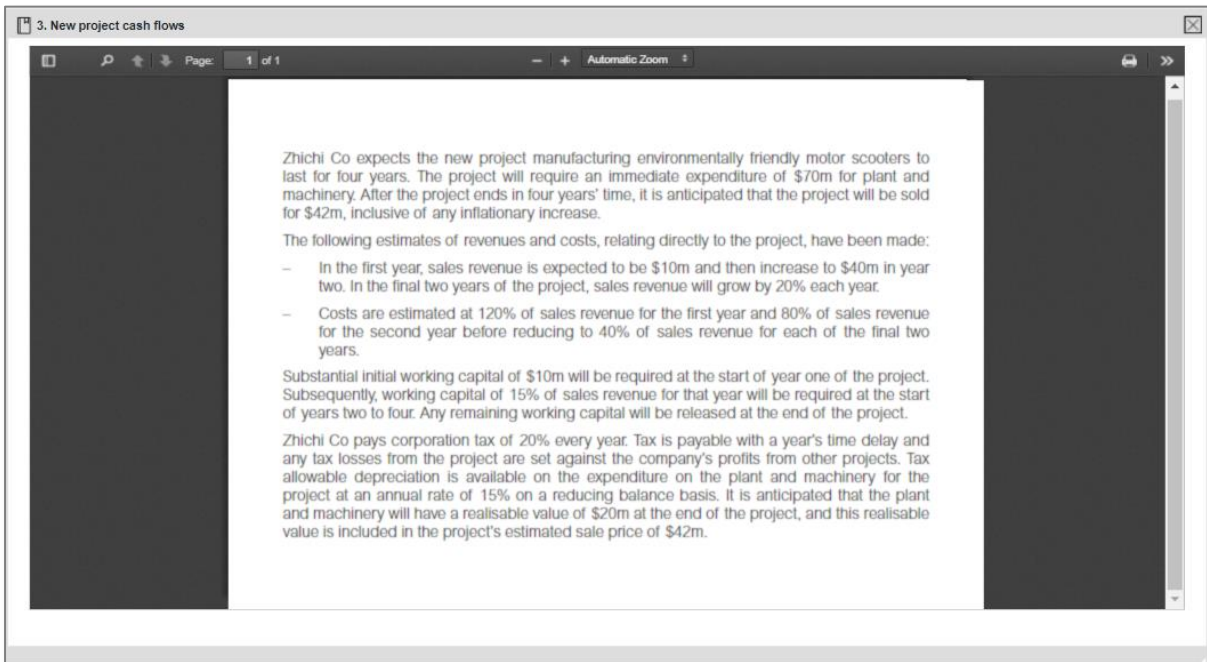 3. New project cash flows
Page: 1 of 1 − + Automatic Zoom
Zhichi Co expects the new project manufacturing environmentally friendly motor scooters to
last for four years. The project will require an immediate expenditure of $70m for plant and
machinery. After the project ends in four years' time, it is anticipated that the project will be sold
for $42m, inclusive of any inflationary increase.
The following estimates of revenues and costs, relating directly to the project, have been made:
– In the first year, sales revenue is expected to be $10m and then increase to $40m in year
two. In the final two years of the project, sales revenue will grow by 20% each year.
– Costs are estimated at 120% of sales revenue for the first year and 80% of sales revenue
for the second year before reducing to 40% of sales revenue for each of the final two
years.
Substantial initial working capital of $10m will be required at the start of year one of the project.
Subsequently, working capital of 15% of sales revenue for that year will be required at the start
of years two to four. Any remaining working capital will be released at the end of the project.
Zhichi Co pays corporation tax of 20% every year. Tax is payable with a year's time delay and
any tax losses from the project are set against the company's profits from other projects. Tax
allowable depreciation is available on the expenditure on the plant and machinery for the
project at an annual rate of 15% on a reducing balance basis. It is anticipated that the plant
and machinery will have a realisable value of $20m at the end of the project, and this realisable
value is included in the project's estimated sale price of $42m.